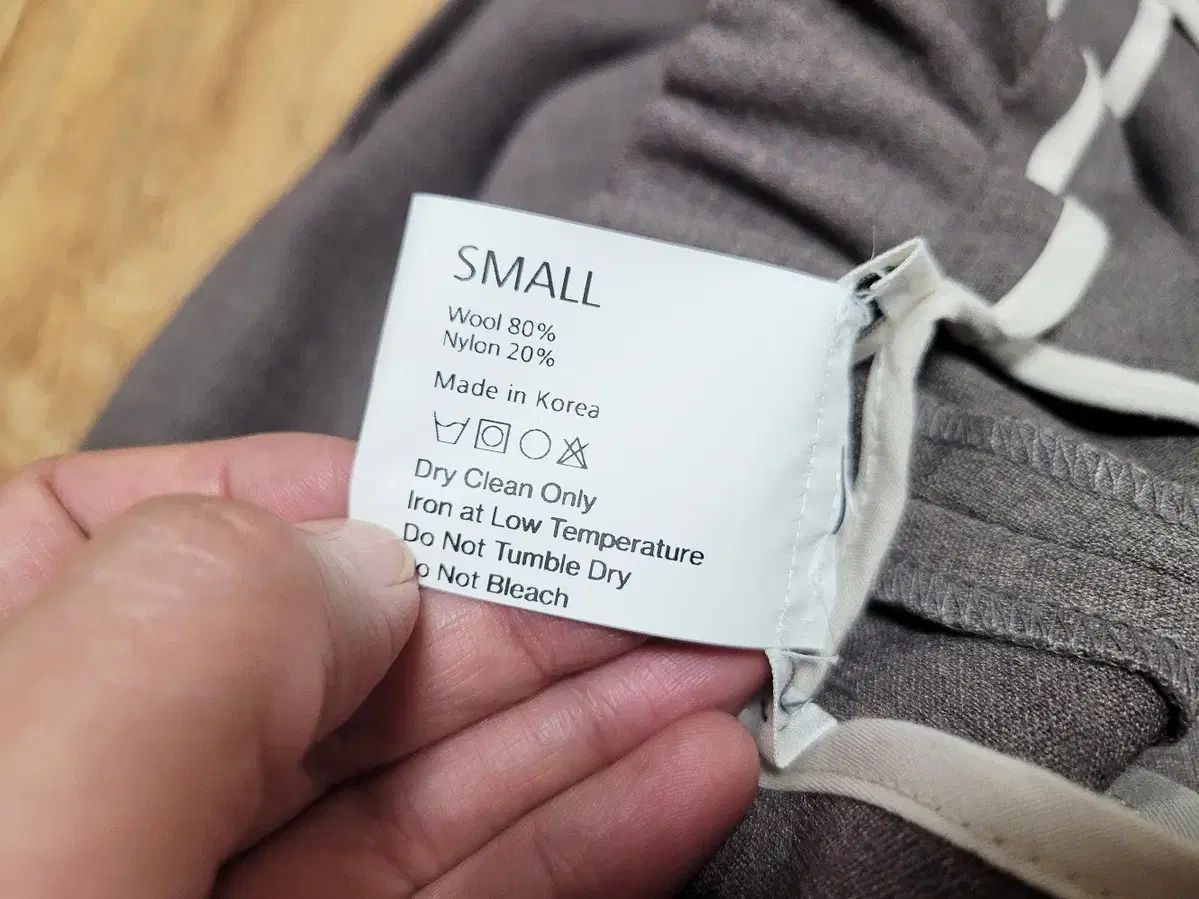 SMALL
Wool 80%
Nylon 20%
Made in Korea
Dry Clean Only
Iron at Low Temperature
Do Not Tumble Dry
Do Not Bleach